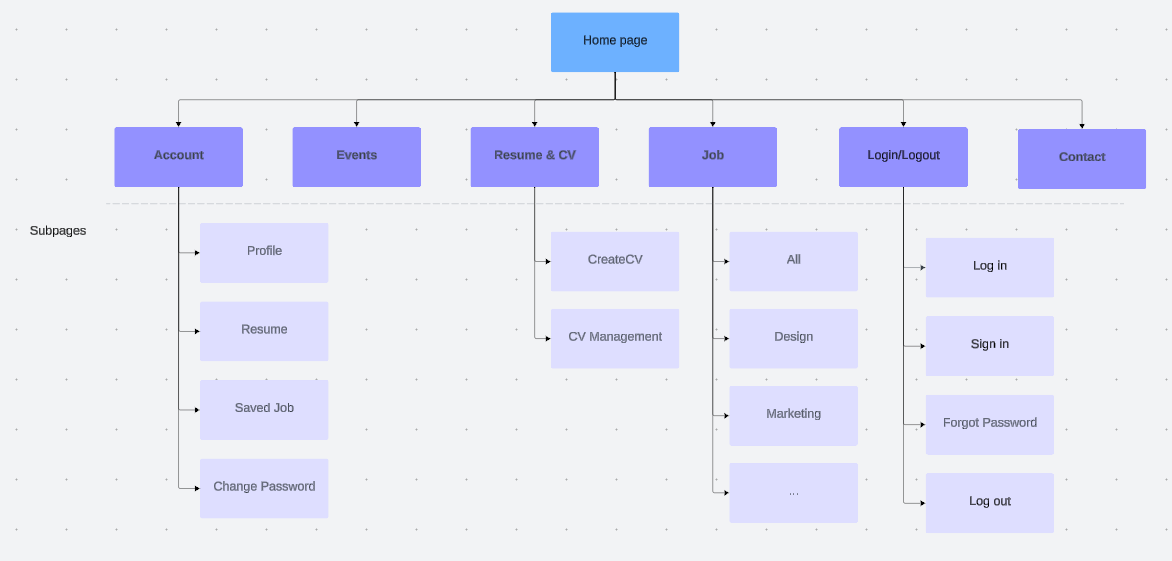 Home page
Account
Events
Resume & CV
Job
Login/Logout
Contact
Subpages
Profile
Resume
Saved Job
Change Password
CreateCV
CV Management
All
Design
Marketing
...
Log in
Sign in
Forgot Password
Log out